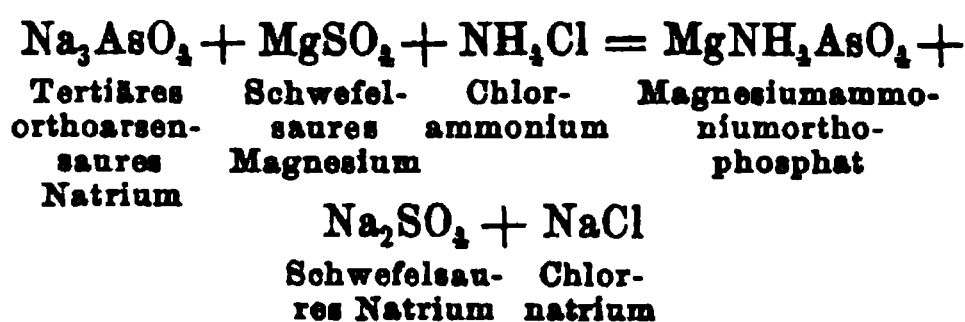 Na₃AsO₄ + MgSO₄ + NH₄Cl = MgNH₄AsO₄ +
Tertiäres Schwefel- Chlor- Magnesiumammo-
orthoarsen- saures ammonium niumortho-
saures Magnesium phosphat
Natrium
Na₂SO₄ + NaCl
Schwefelsau- Chlor-
res Natrium natrium